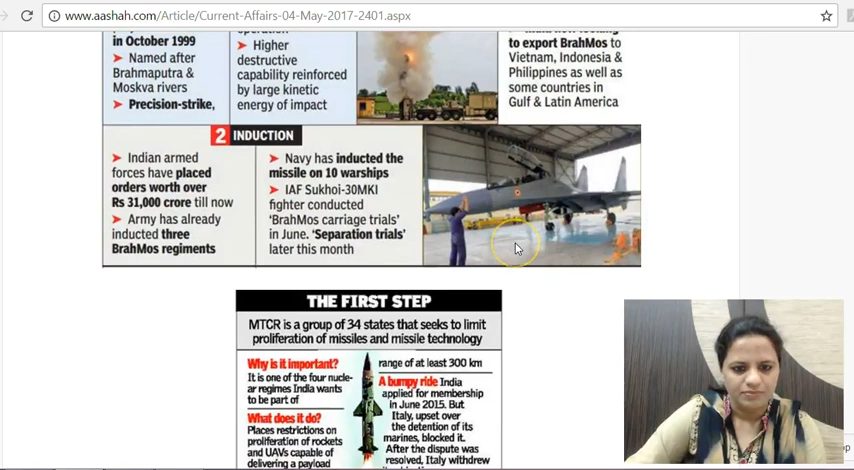 www.aashah.com/Article/Current-Affairs-04-May-2017-2401.aspx
in October 1999
➤ Named after
Brahmaputra &
Moskva rivers
➤ Precision-strike,
➤ Higher
destructive
capability reinforced
by large kinetic
energy of impact
to export BrahMos to
Vietnam, Indonesia &
Philippines as well as
some countries in
Gulf & Latin America
2 INDUCTION
➤ Indian armed
forces have placed
orders worth over
Rs 31,000 crore till now
➤ Army has already
inducted three
BrahMos regiments
➤ Navy has inducted the
missile on 10 warships
➤ IAF Sukhoi-30MKI
fighter conducted
‘BrahMos carriage trials’
in June. ‘Separation trials’
later this month
THE FIRST STEP
MTCR is a group of 34 states that seeks to limit
proliferation of missiles and missile technology
Why is it important?
It is one of the four nucle-
ar regimes India wants
to be part of
What does it do?
Places restrictions on
proliferation of rockets
and UAVs capable of
delivering a payload
range of at least 300 km
A bumpy ride India
applied for membership
in June 2015. But
Italy, upset over
the detention of its
marines, blocked it.
After the dispute was
resolved, Italy withdrew